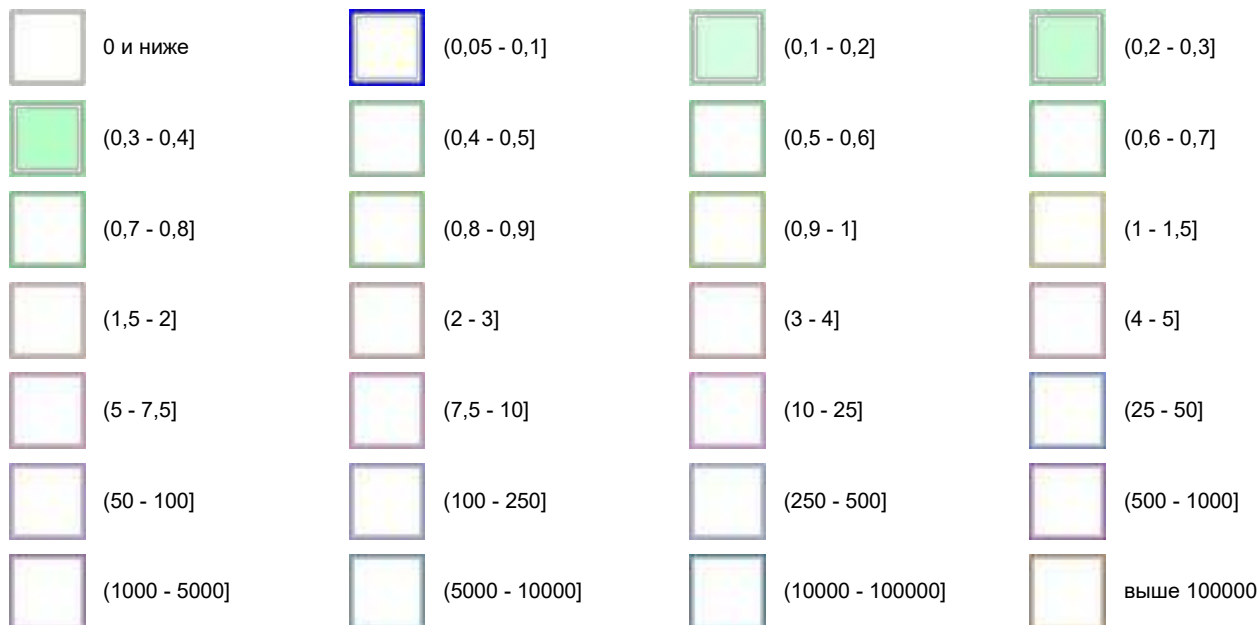 0 и ниже (0,05 - 0,1] (0,1 - 0,2] (0,2 - 0,3]
(0,3 - 0,4] (0,4 - 0,5] (0,5 - 0,6] (0,6 - 0,7]
(0,7 - 0,8] (0,8 - 0,9] (0,9 - 1] (1 - 1,5]
(1,5 - 2] (2 - 3] (3 - 4] (4 - 5]
(5 - 7,5] (7,5 - 10] (10 - 25] (25 - 50]
(50 - 100] (100 - 250] (250 - 500] (500 - 1000]
(1000 - 5000] (5000 - 10000] (10000 - 100000] выше 100000